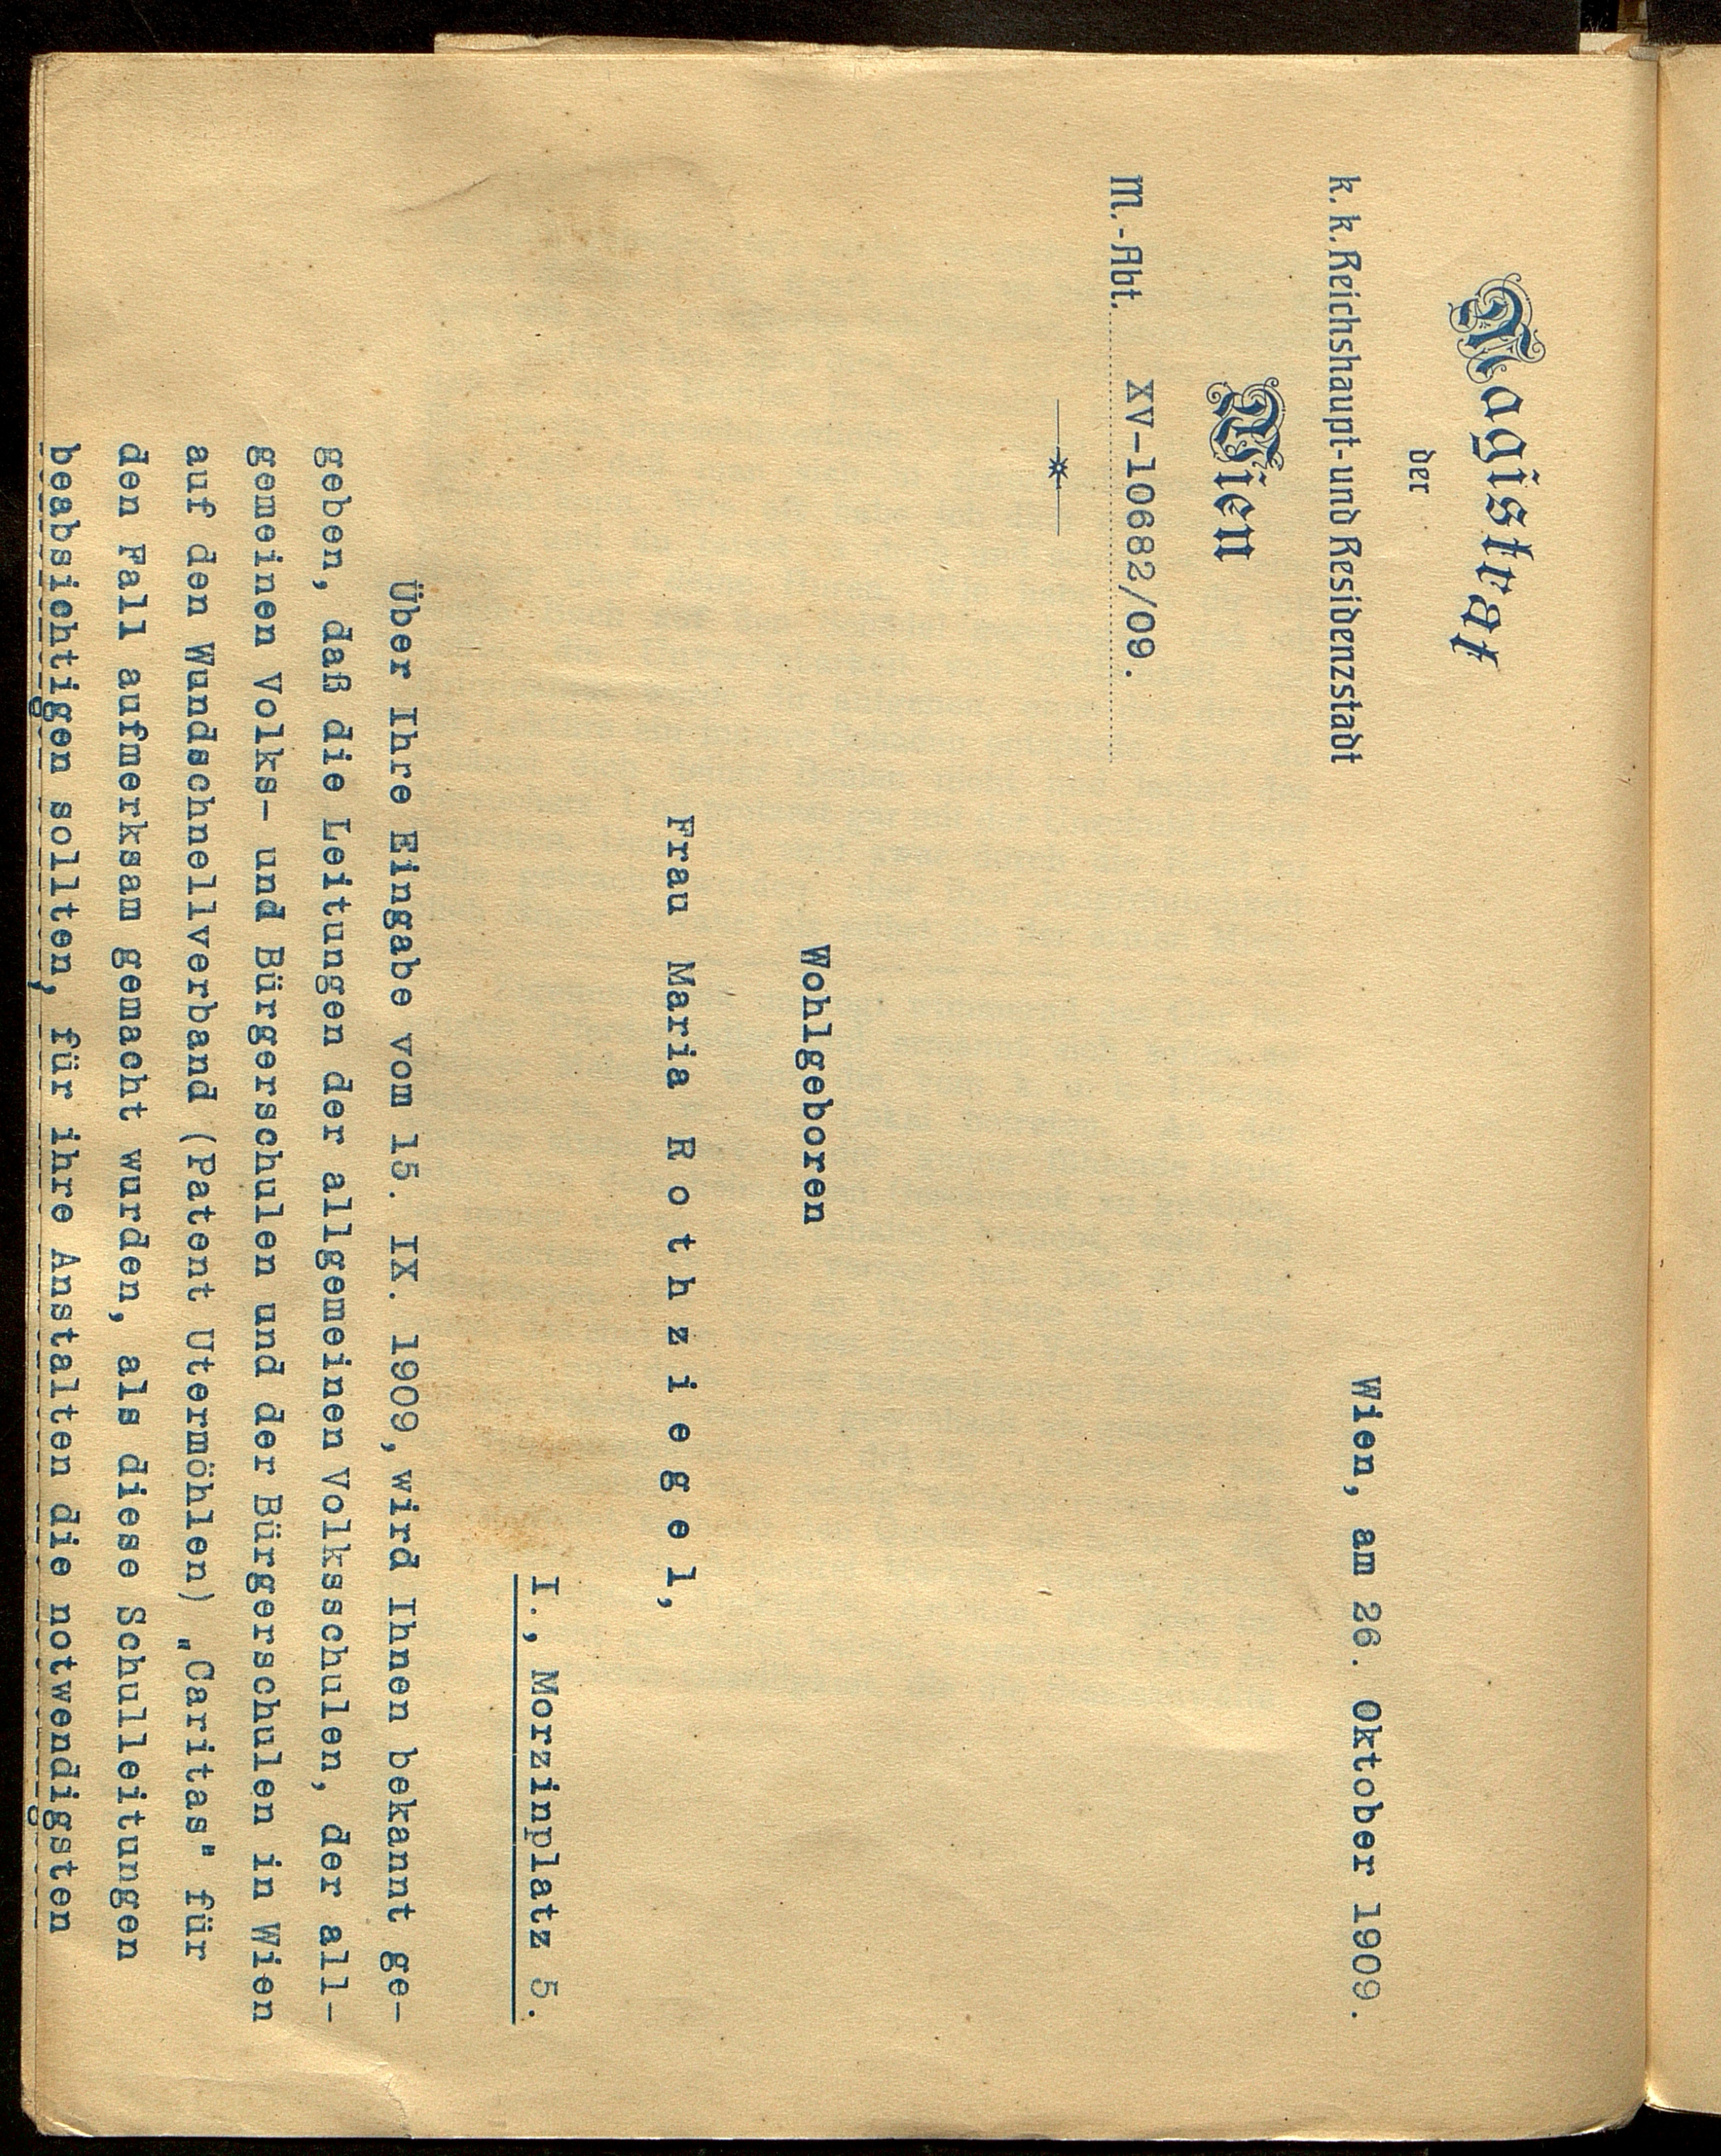 Magistrat
der
k. k. Reichshaupt- und Residenzstadt
Wien
M.-Abt. XV-10682/09.
Wien, am 26. Oktober 1909.
Wohlgeboren
Frau Maria Rothziegel,
I., Morzinplatz 5.
Über Ihre Eingabe vom 15. IX. 1909, wird Ihnen bekannt ge-
geben, daß die Leitungen der allgemeinen Volksschulen, der all-
gemeinen Volks- und Bürgerschulen und der Bürgerschulen in Wien
auf den Wundschnellverband (Patent Utermöhlen) „Caritas" für
den Fall aufmerksam gemacht wurden, als diese Schulleitungen
beabsichtigen sollten, für ihre Anstalten die notwendigsten